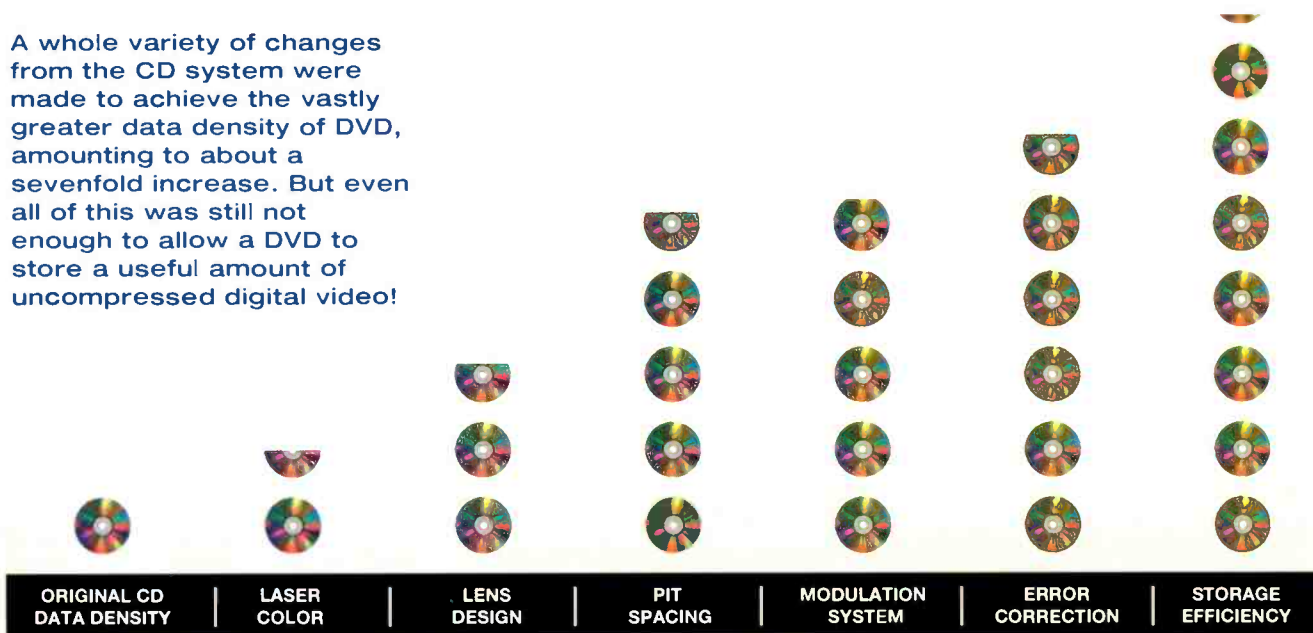 A whole variety of changes
from the CD system were
made to achieve the vastly
greater data density of DVD,
amounting to about a
sevenfold increase. But even
all of this was still not
enough to allow a DVD to
store a useful amount of
uncompressed digital video!
ORIGINAL CD
DATA DENSITY
LASER
COLOR
LENS
DESIGN
PIT
SPACING
MODULATION
SYSTEM
ERROR
CORRECTION
STORAGE
EFFICIENCY